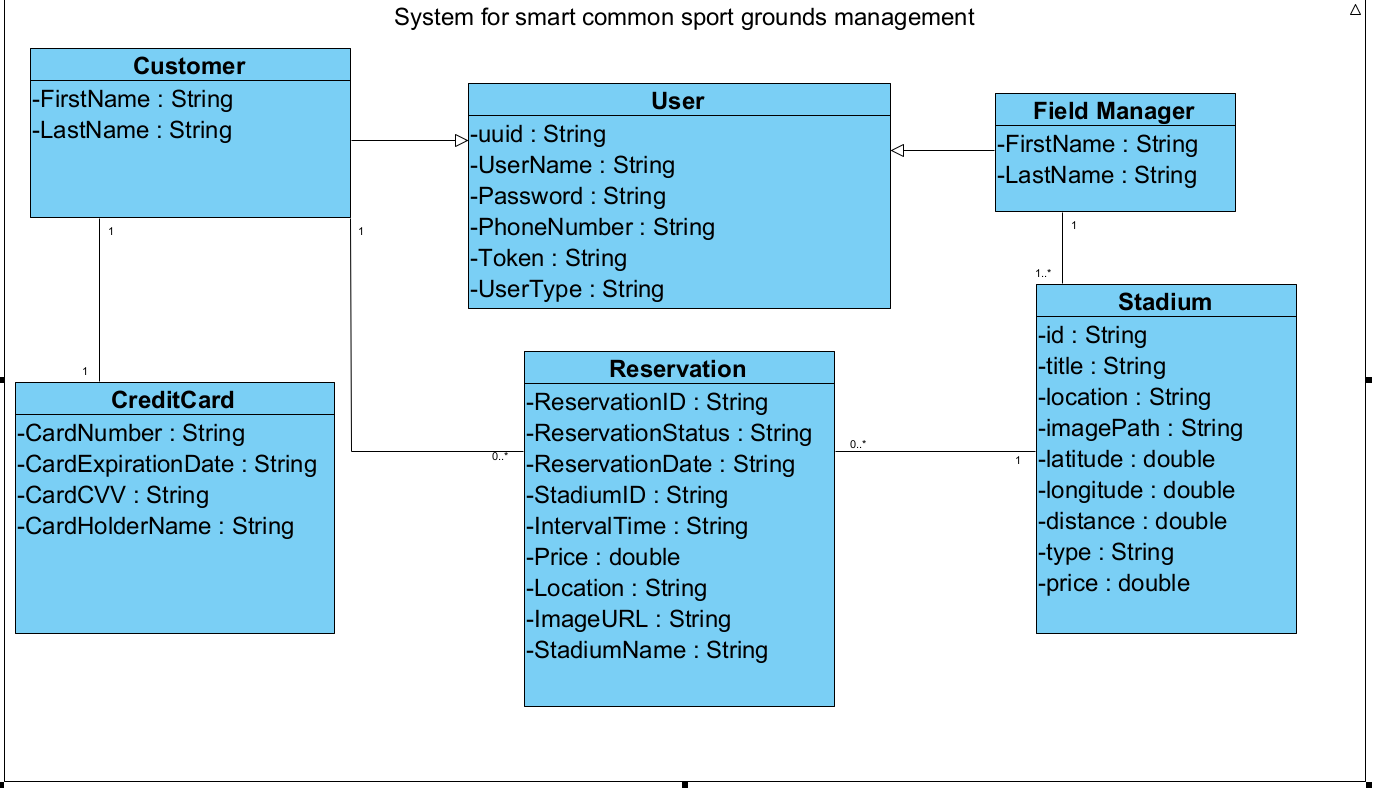 System for smart common sport grounds management
Customer
-FirstName : String
-LastName : String
User
-uuid : String
-UserName : String
-Password : String
-PhoneNumber : String
-Token : String
-UserType : String
Field Manager
-FirstName : String
-LastName : String
1
1
1
1..*
1
CreditCard
-CardNumber : String
-CardExpirationDate : String
-CardCVV : String
-CardHolderName : String
0..*
Reservation
-ReservationID : String
-ReservationStatus : String
-ReservationDate : String
-StadiumID : String
-IntervalTime : String
-Price : double
-Location : String
-ImageURL : String
-StadiumName : String
0..*
1
Stadium
-id : String
-title : String
-location : String
-imagePath : String
-latitude : double
-longitude : double
-distance : double
-type : String
-price : double